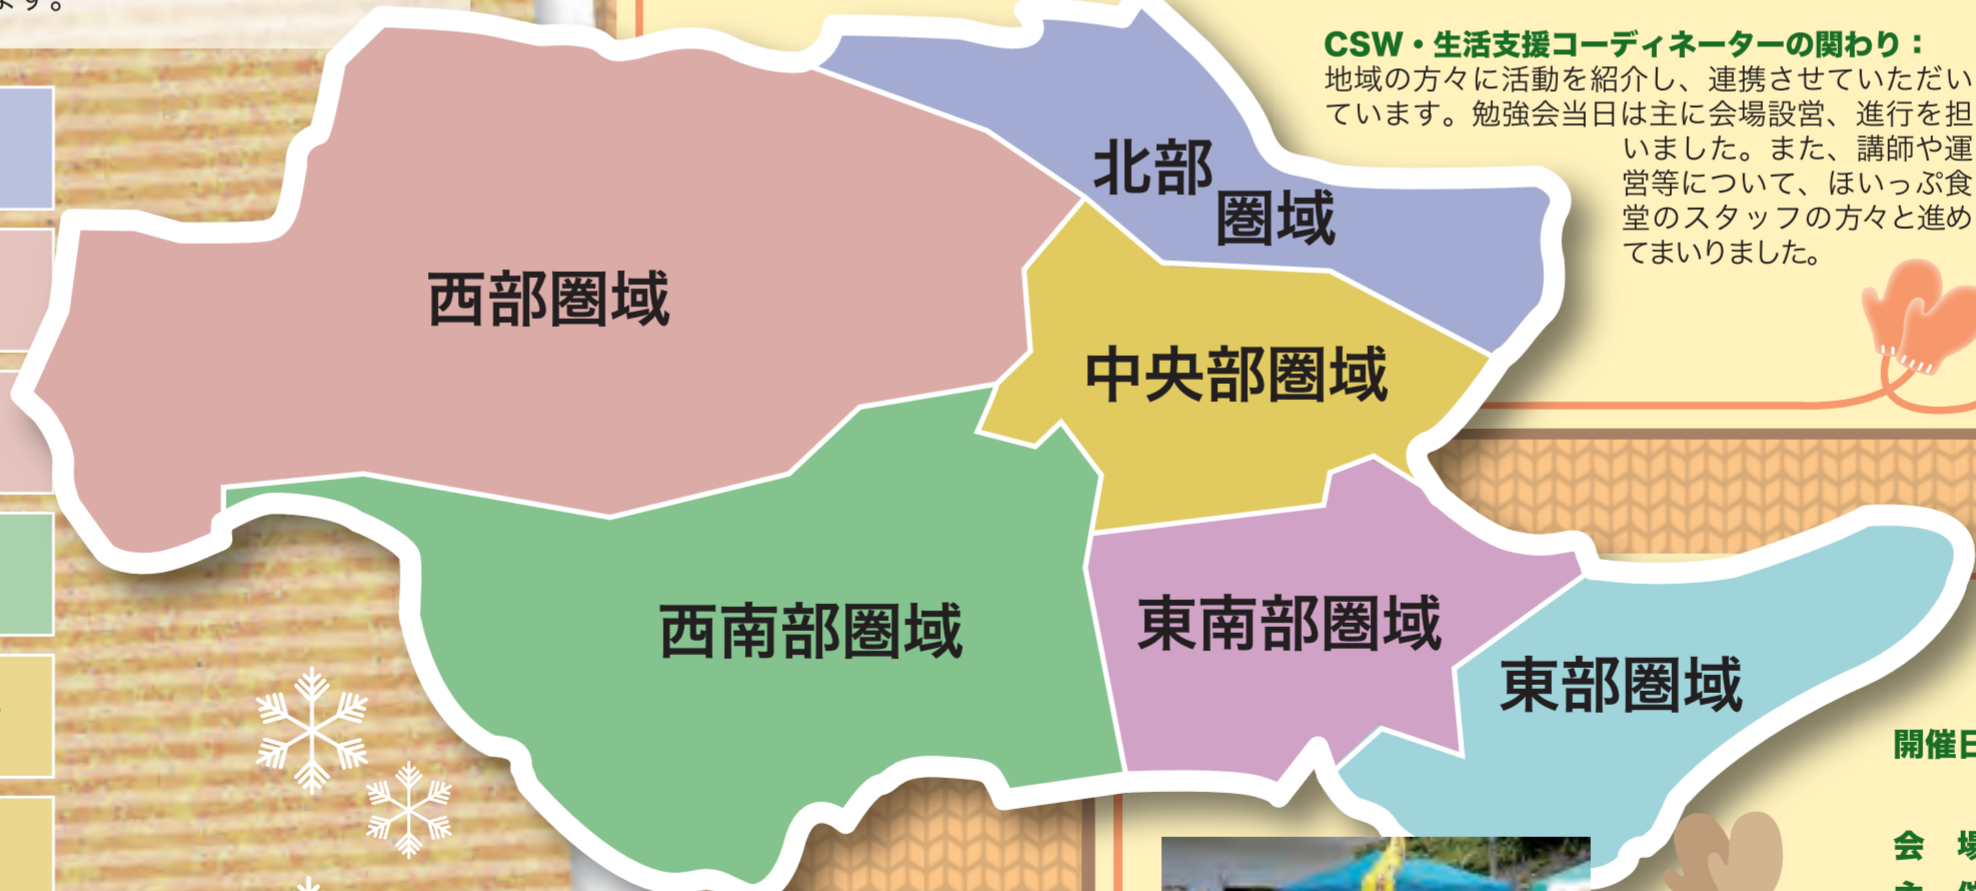 ます。
CSW・生活支援コーディネーターの関わり：
地域の方々に活動を紹介し、連携させていただい
ています。勉強会当日は主に会場設営、進行を担
いました。また、講師や運
営等について、ほいっぷ食
堂のスタッフの方々と進め
てまいりました。
北部
圏域
西部圏域
中央部圏域
西南部圏域
東南部圏域
東部圏域
開催日
会　場
主　催